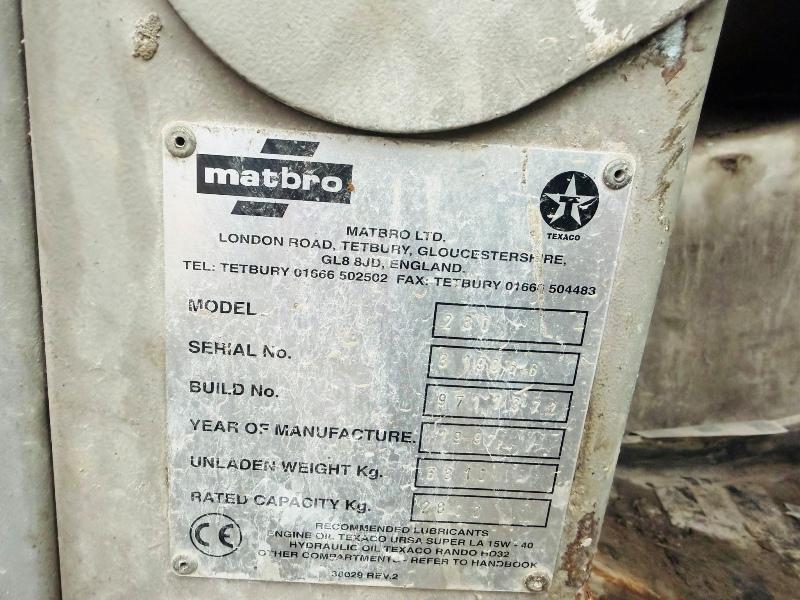 matbro
TEXACO
MATBRO LTD.
LONDON ROAD, TETBURY, GLOUCESTERSHIRE,
GL8 8JD, ENGLAND.
TEL: TETBURY 01666 502502 FAX: TETBURY 01666 504483
MODEL
SERIAL No.
BUILD No.
YEAR OF MANUFACTURE. 1997
UNLADEN WEIGHT Kg.
RATED CAPACITY Kg.
CE
RECOMMENDED LUBRICANTS
ENGINE OIL TEXACO URSA SUPER LA 15W - 40
HYDRAULIC OIL TEXACO RANDO HD32
OTHER COMPARTMENTS - REFER TO HANDBOOK
38029 REV.2